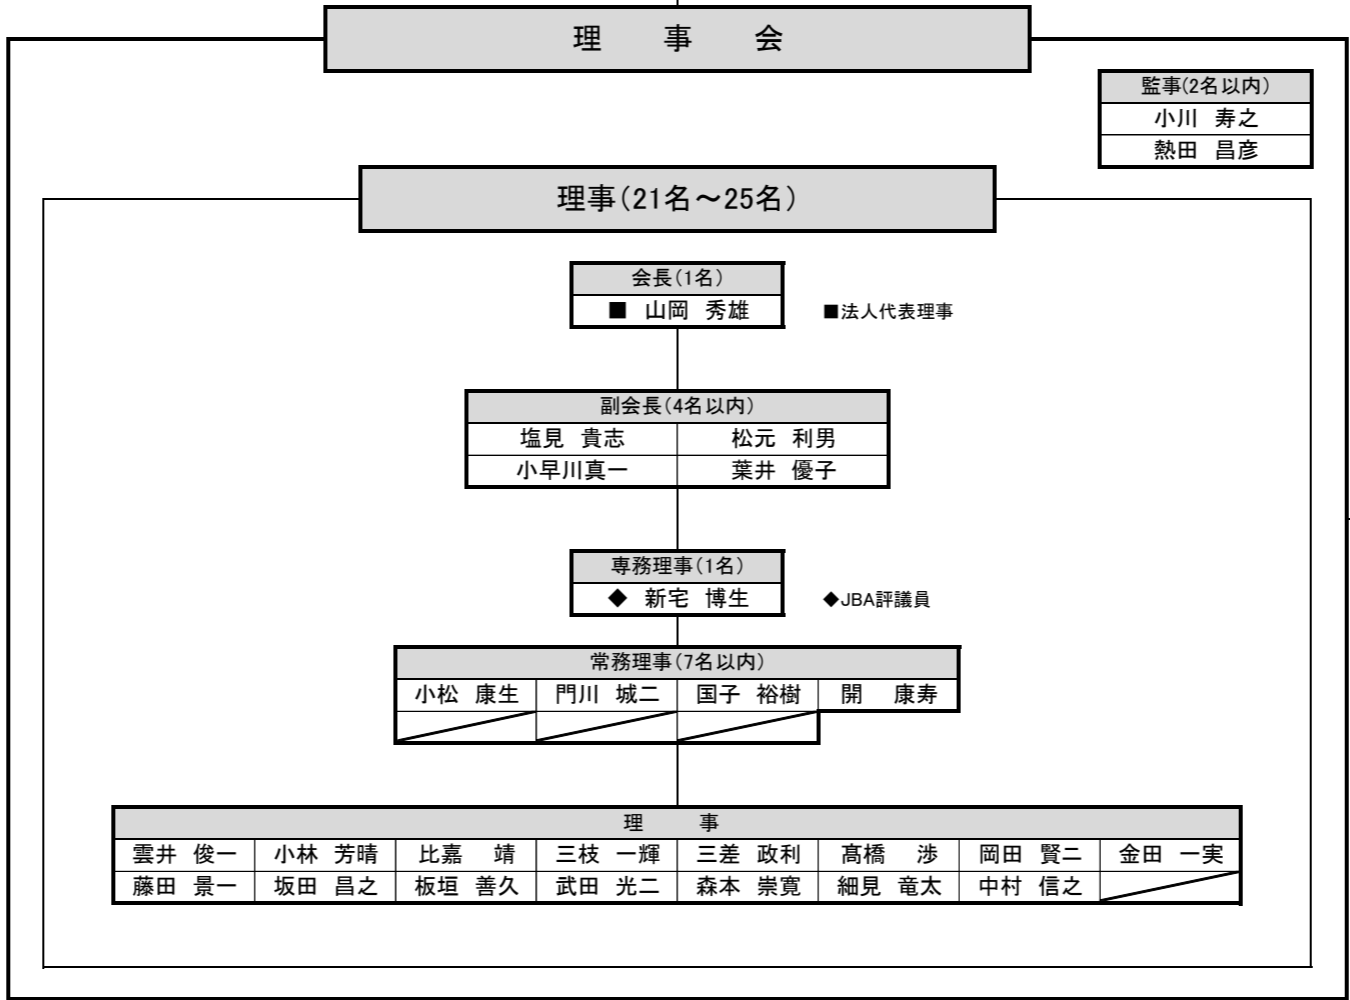 理　事　会
監事(2名以内)
小川　寿之
熱田　昌彦
理事(21名～25名)
会長(1名)
■　山岡　秀雄　■法人代表理事
副会長(4名以内)
塩見　貴志　松元　利男
小早川真一　葉井　優子
専務理事(1名)
◆　新宅　博生　◆JBA評議員
常務理事(7名以内)
小松　康生　門川　城二　国子　裕樹　開　康寿
理　事
雲井　俊一　小林　芳晴　比嘉　靖　三枝　一輝　三差　政利　髙橋　渉　岡田　賢二　金田　一実
藤田　景一　坂田　昌之　板垣　善久　武田　光二　森本　崇寛　細見　竜太　中村　信之